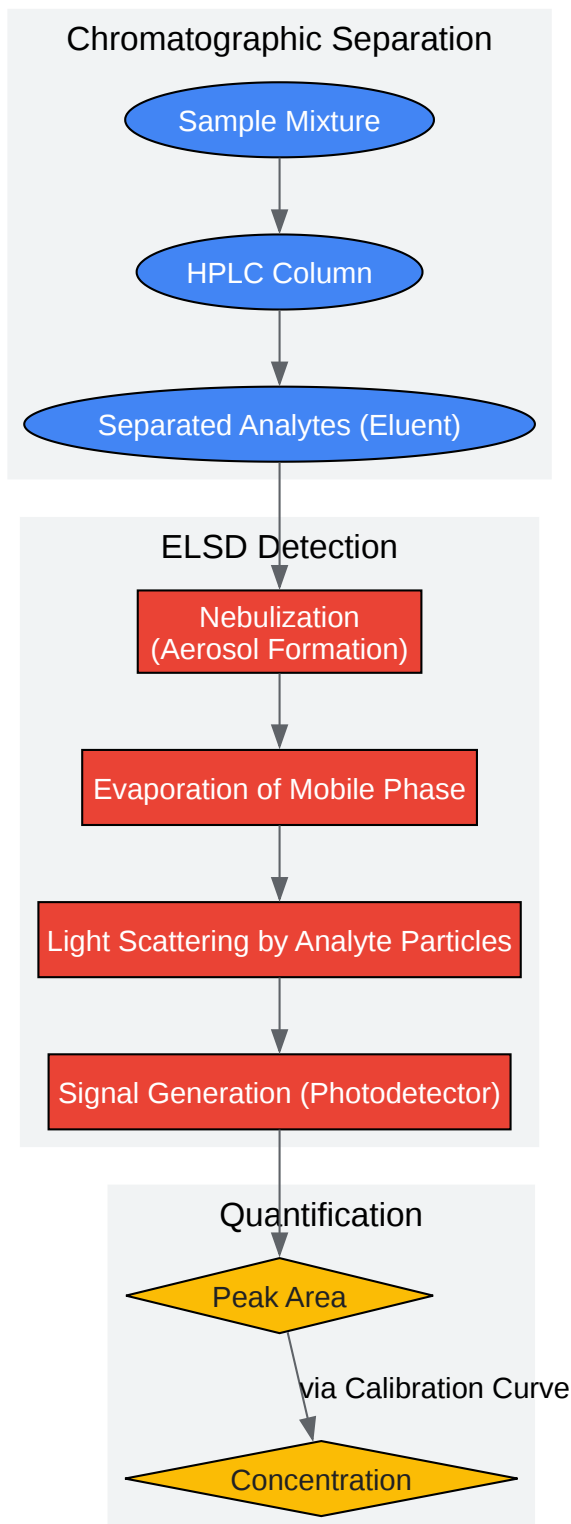 Chromatographic Separation
Sample Mixture
HPLC Column
Separated Analytes (Eluent)
ELSD Detection
Nebulization
(Aerosol Formation)
Evaporation of Mobile Phase
Light Scattering by Analyte Particles
Signal Generation (Photodetector)
Quantification
Peak Area
via Calibration Curve
Concentration